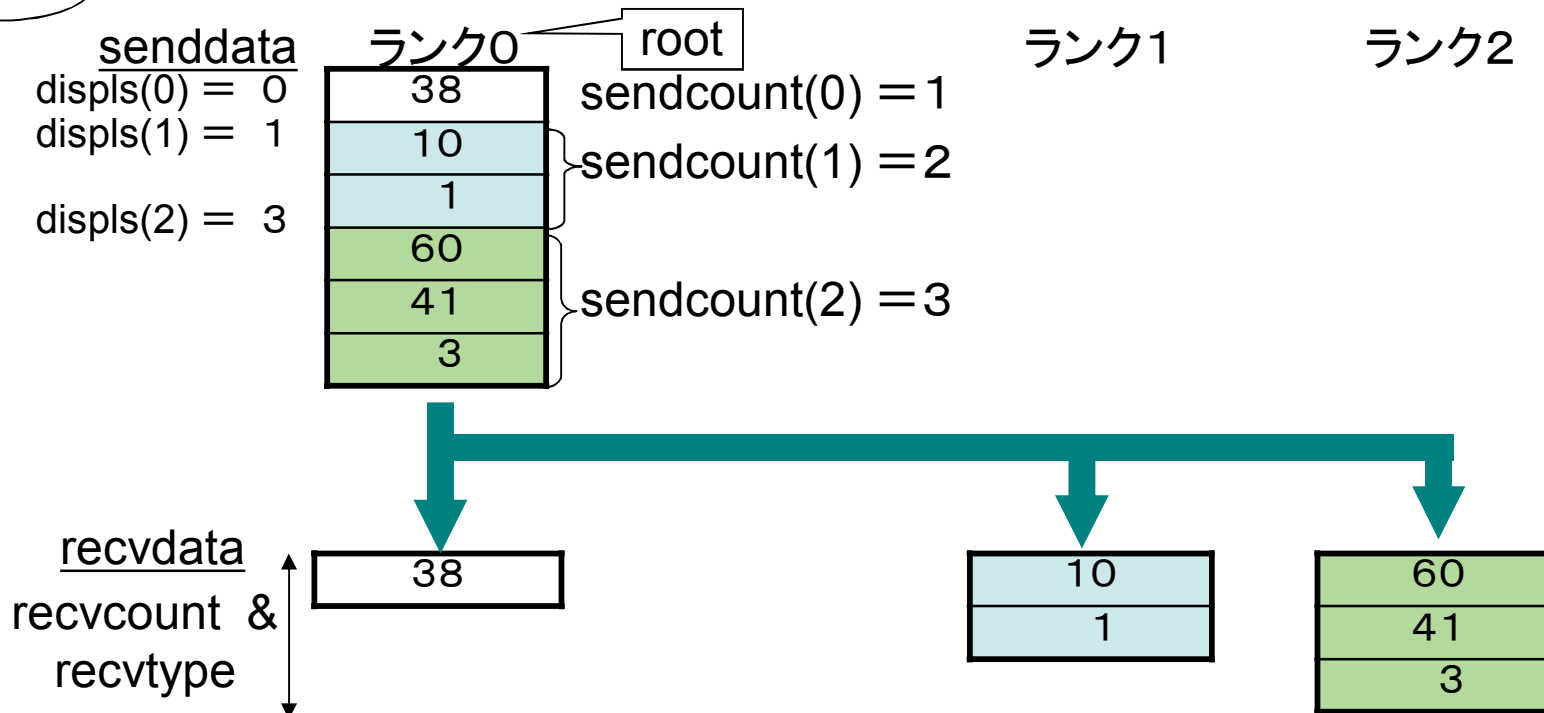 senddata ランク0 root ランク1 ランク2
displs(0) = 0 38 sendcount(0) =1
displs(1) = 1 10 sendcount(1) =2
1
displs(2) = 3
60
41 sendcount(2) =3
3
recvdata
38 10 60
recvcount &
1 41
recvtype
3